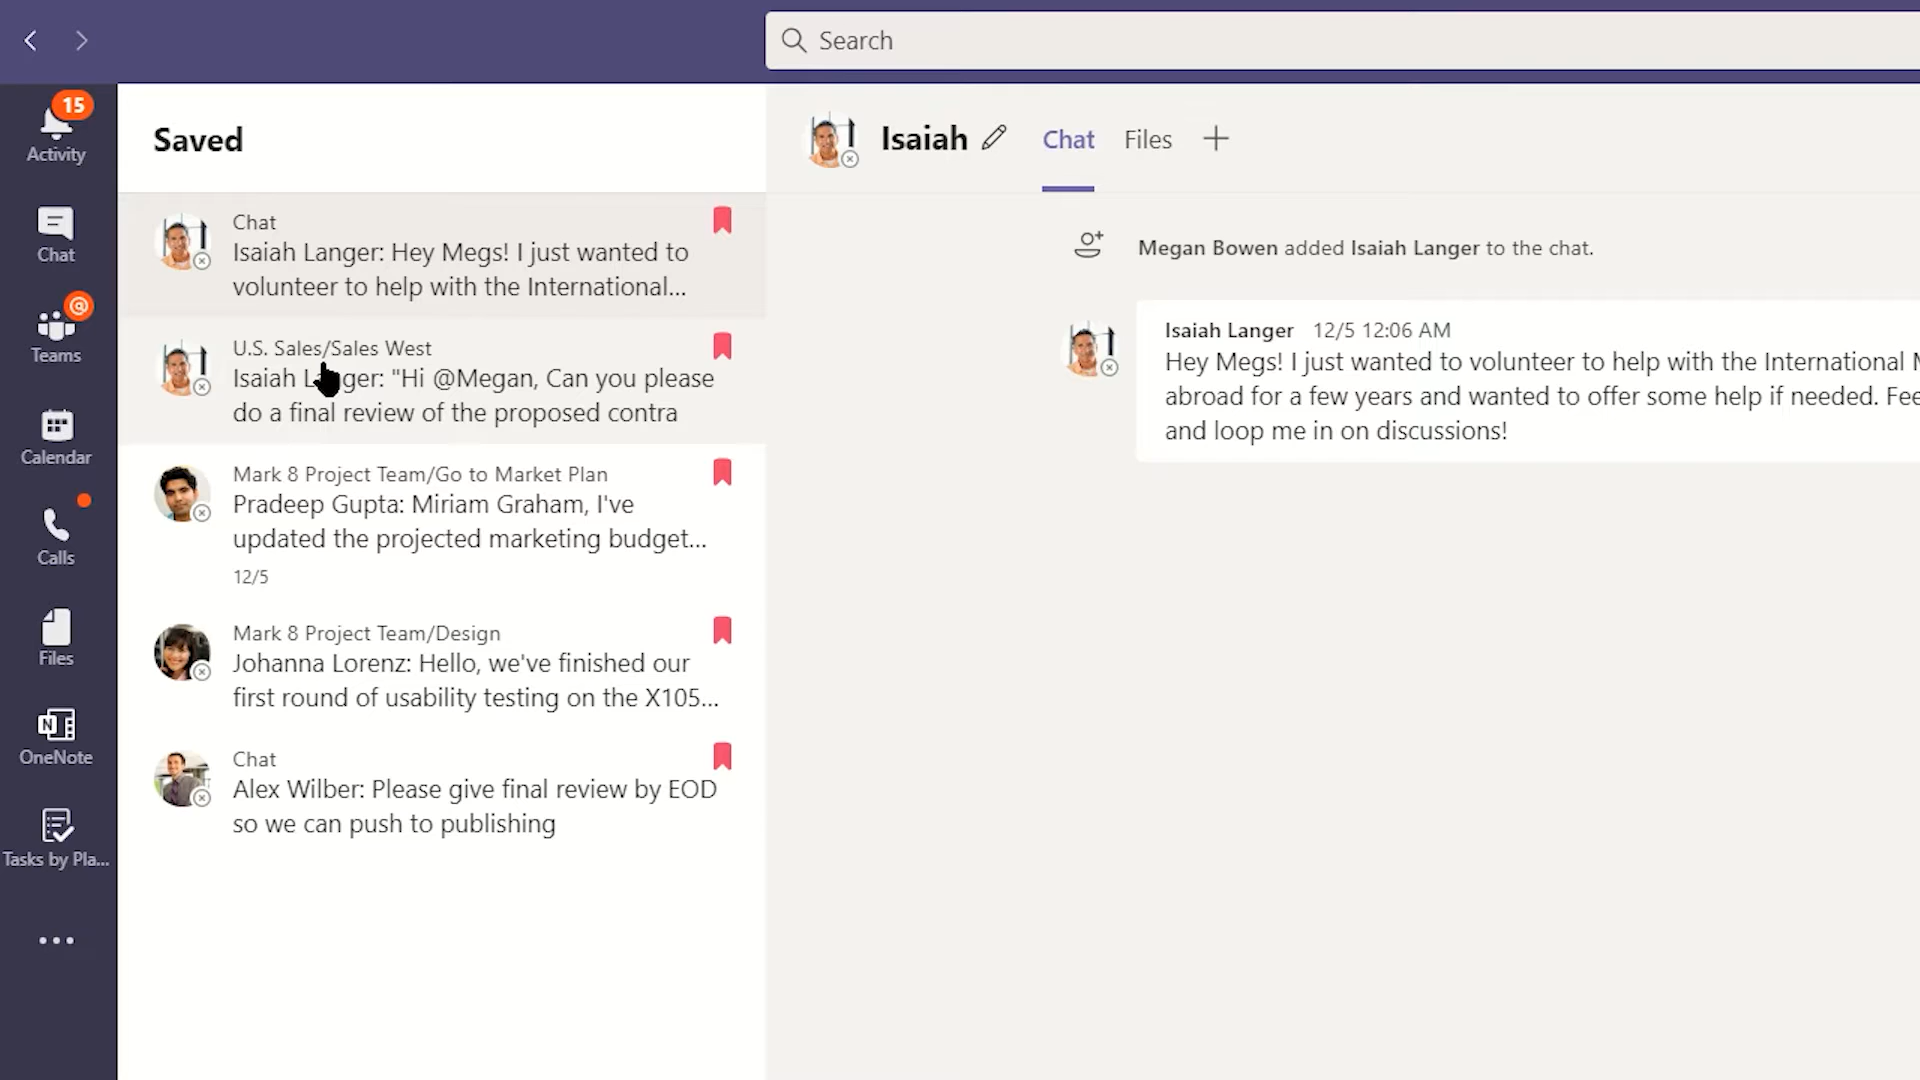 Search
15
Activity
Chat
Teams
Calendar
Calls
Files
OneNote
Tasks by Pla...
Saved
Chat
Isaiah Langer: Hey Megs! I just wanted to
volunteer to help with the International...
U.S. Sales/Sales West
Isaiah Langer: "Hi @Megan, Can you please
do a final review of the proposed contra
Mark 8 Project Team/Go to Market Plan
Pradeep Gupta: Miriam Graham, I've
updated the projected marketing budget...
12/5
Mark 8 Project Team/Design
Johanna Lorenz: Hello, we've finished our
first round of usability testing on the X105...
Chat
Alex Wilber: Please give final review by EOD
so we can push to publishing
Isaiah Chat Files
Megan Bowen added Isaiah Langer to the chat.
Isaiah Langer 12/5 12:06 AM
Hey Megs! I just wanted to volunteer to help with the International
abroad for a few years and wanted to offer some help if needed. Fee
and loop me in on discussions!